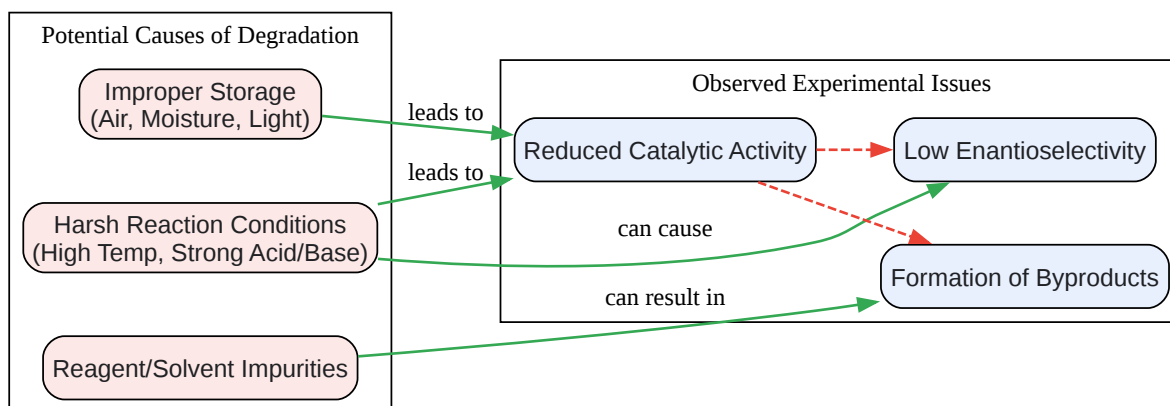 Potential Causes of Degradation
Improper Storage
(Air, Moisture, Light)
Harsh Reaction Conditions
(High Temp, Strong Acid/Base)
Reagent/Solvent Impurities
leads to
leads to
can cause
can result in
Observed Experimental Issues
Reduced Catalytic Activity
Low Enantioselectivity
Formation of Byproducts